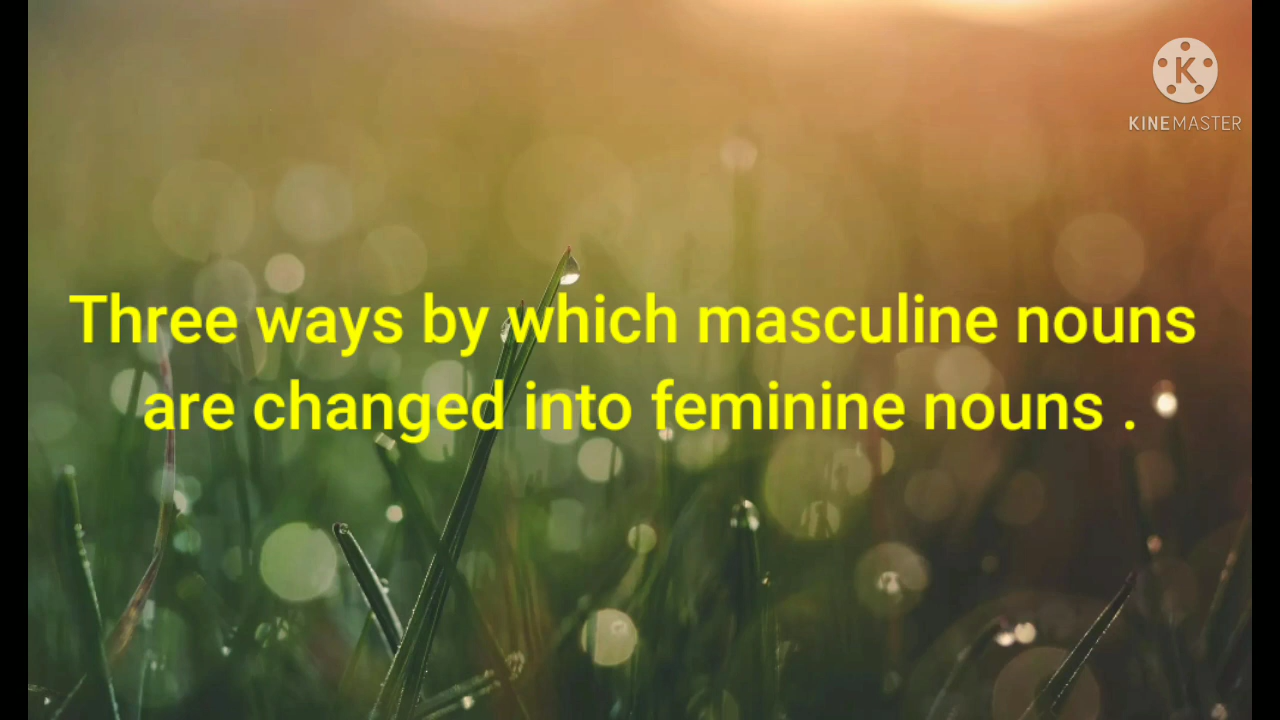 K
KINEMASTER
Three ways by which masculine nouns
are changed into feminine nouns .